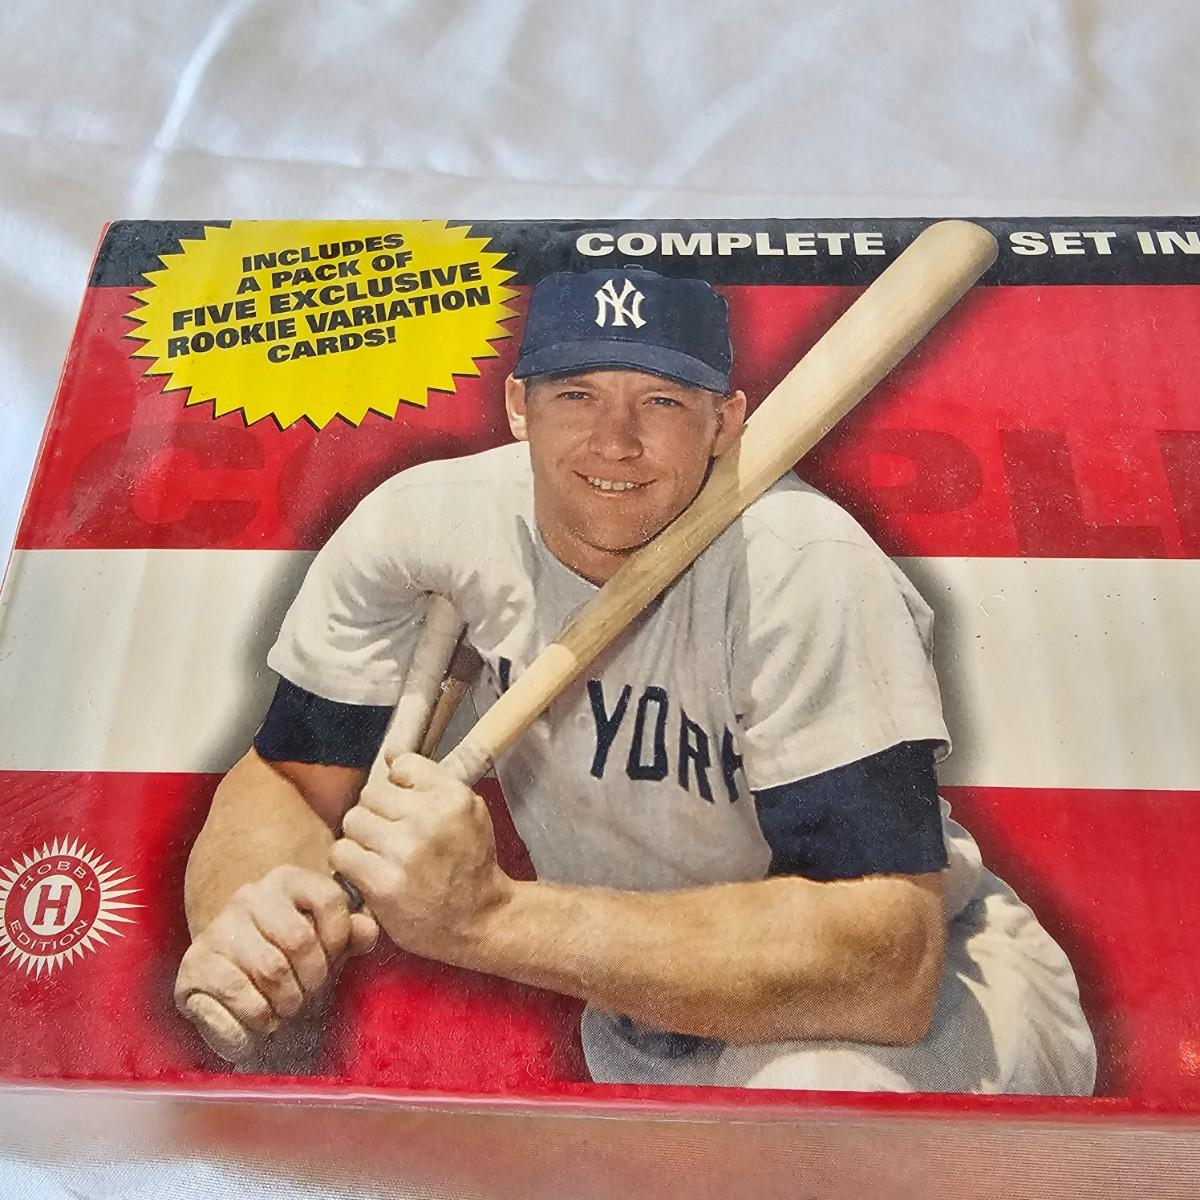 INCLUDES
A PACK OF
FIVE EXCLUSIVE
ROOKIE VARIATION
CARDS!
COMPLETE SET IN
NY
YORK
HOBBY
H
EDITION